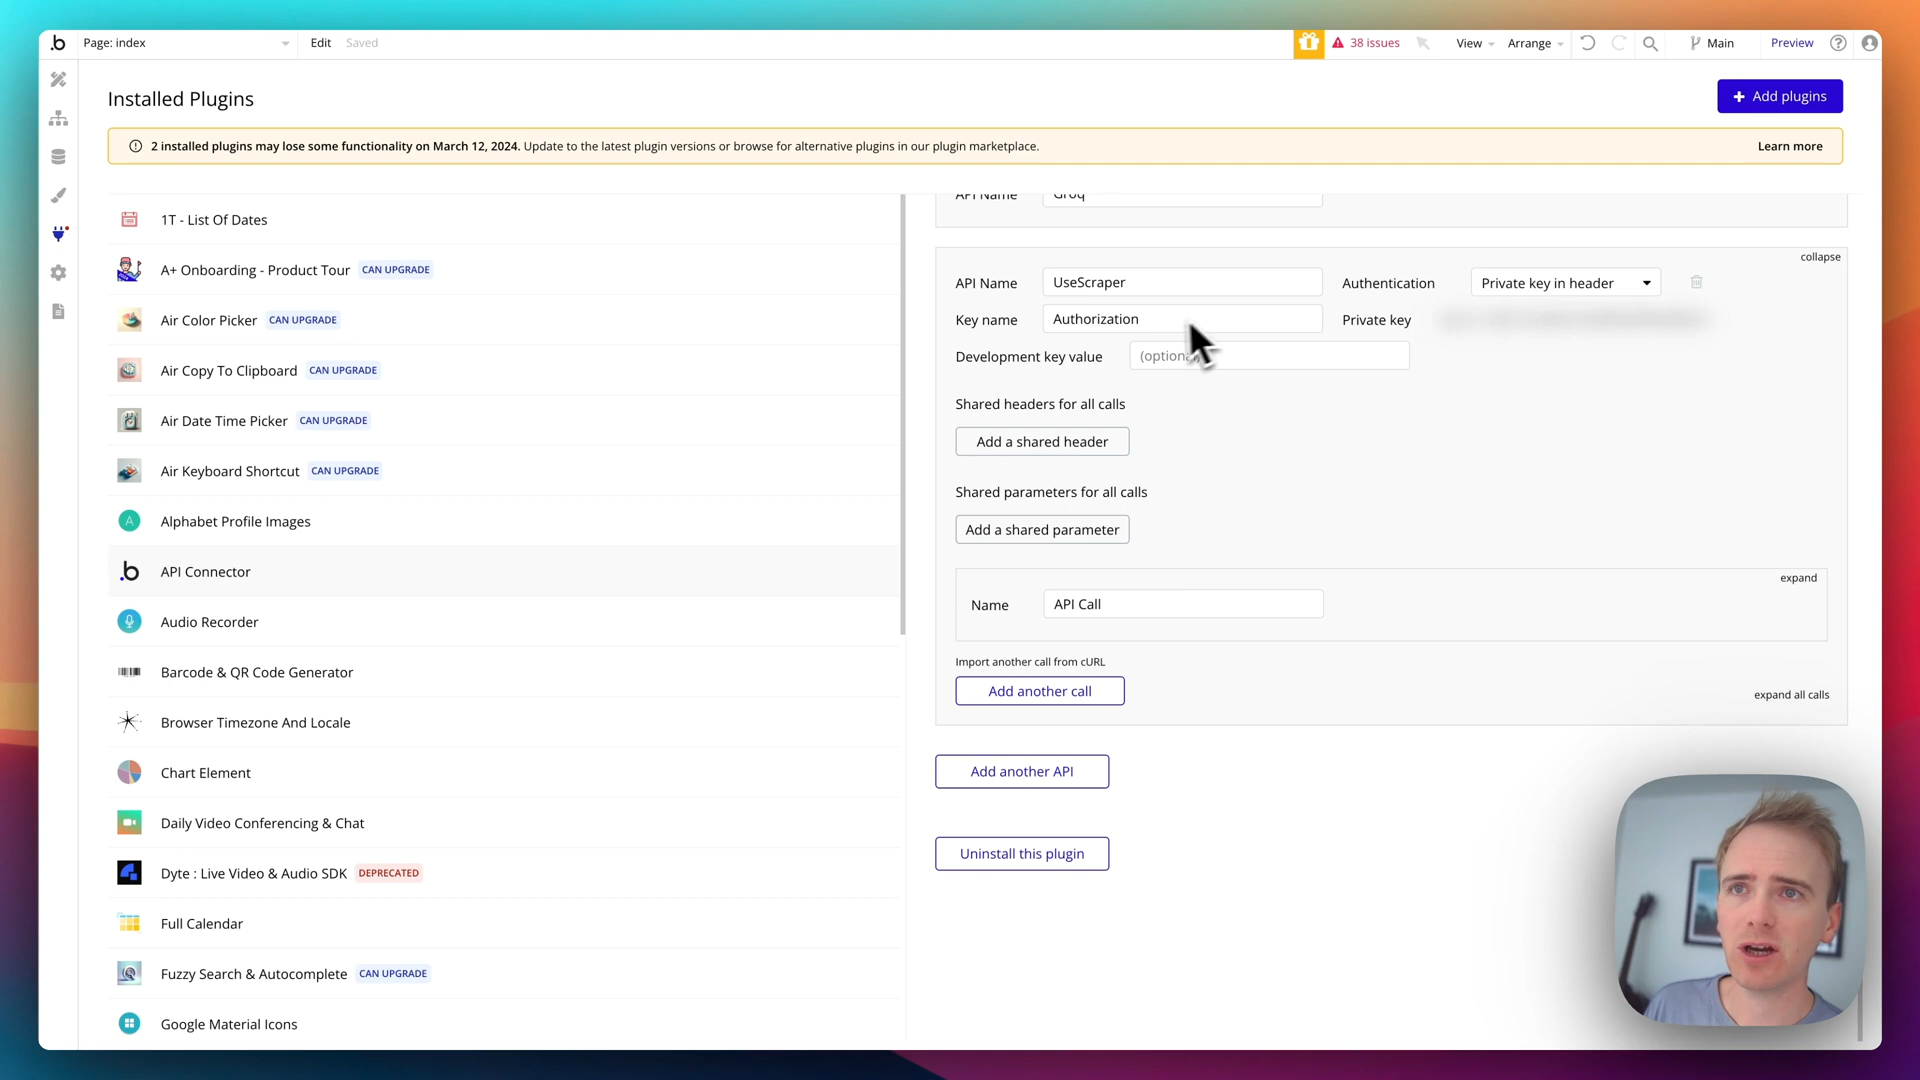 Page: index
Edit
Saved
38 issues
View
Arrange
Main
Preview
Installed Plugins
Add plugins
2 installed plugins may lose some functionality on March 12, 2024. Update to the latest plugin versions or browse for alternative plugins in our plugin marketplace.
Learn more
1T - List Of Dates
A+ Onboarding - Product Tour CAN UPGRADE
Air Color Picker CAN UPGRADE
Air Copy To Clipboard CAN UPGRADE
Air Date Time Picker CAN UPGRADE
Air Keyboard Shortcut CAN UPGRADE
Alphabet Profile Images
API Connector
Audio Recorder
Barcode & QR Code Generator
Browser Timezone And Locale
Chart Element
Daily Video Conferencing & Chat
Dyte : Live Video & Audio SDK DEPRECATED
Full Calendar
Fuzzy Search & Autocomplete CAN UPGRADE
Google Material Icons
API Name Groq
collapse
API Name UseScraper Authentication Private key in header
Key name Authorization Private key
Development key value (optional)
Shared headers for all calls
Add a shared header
Shared parameters for all calls
Add a shared parameter
expand
Name API Call
Import another call from cURL
Add another call
expand all calls
Add another API
Uninstall this plugin